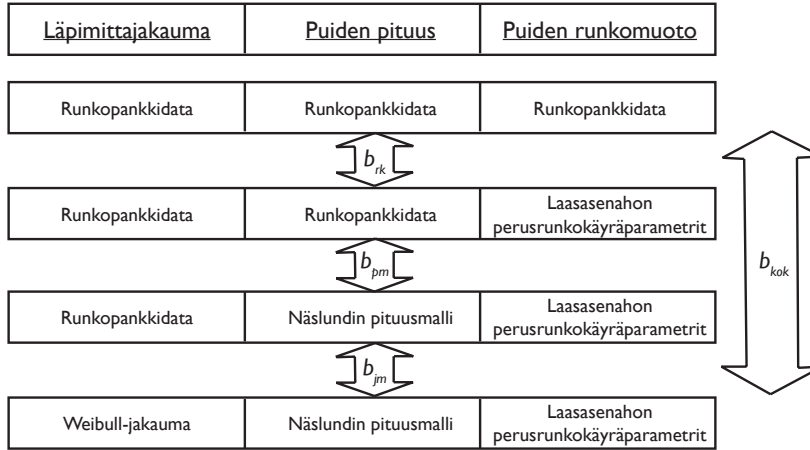 Läpimittajakauma Puiden pituus Puiden runkomuoto
Runkopankkidata Runkopankkidata Runkopankkidata
b_rk
Runkopankkidata Runkopankkidata Laasasenahon
perusrunkokäyräparametrit
b_pm
b_kok
Runkopankkidata Näslundin pituusmalli Laasasenahon
perusrunkokäyräparametrit
b_jm
Weibull-jakauma Näslundin pituusmalli Laasasenahon
perusrunkokäyräparametrit